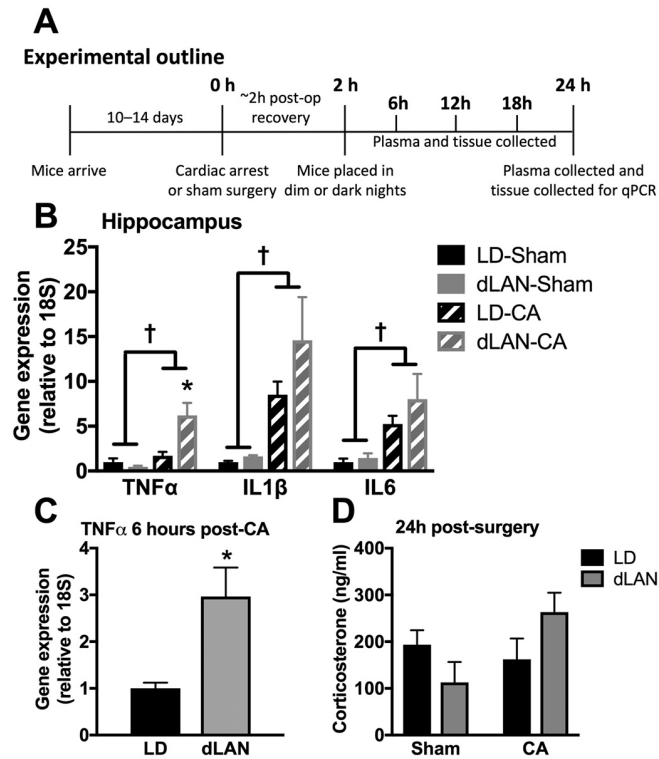 A
Experimental outline
0 h
2 h
6h
12h
18h
24 h
10–14 days
~2h post-op
recovery
Plasma and tissue collected
Mice arrive
Cardiac arrest
or sham surgery
Mice placed in
dim or dark nights
Plasma collected and
tissue collected for qPCR
B
Hippocampus
Gene expression
(relative to 18S)
25
20
15
10
5
0
†
†
†
*
TNFα
IL1β
IL6
LD-Sham
dLAN-Sham
LD-CA
dLAN-CA
C
TNFα 6 hours post-CA
Gene expression
(relative to 18S)
4
3
2
1
0
*
LD
dLAN
D
24h post-surgery
Corticosterone (ng/ml)
400
300
200
100
0
Sham
CA
LD
dLAN